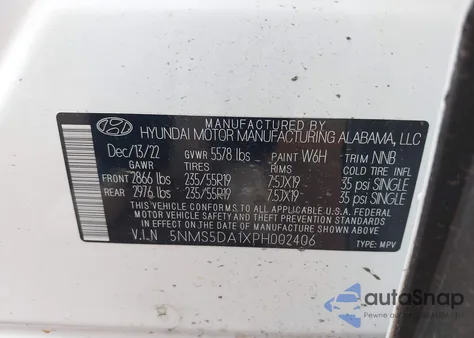 MANUFACTURED BY
HYUNDAI MOTOR MANUFACTURING ALABAMA, LLC
Dec/13/22 GVWR 5578 lbs PAINT W6H TRIM NNB
GAWR TIRES RIMS COLD TIRE INFL
FRONT 2866 lbs 235/55R19 7.5JX19 35 psi SINGLE
REAR 2976 lbs 235/55R19 7.5JX19 35 psi SINGLE
THIS VEHICLE CONFORMS TO ALL APPLICABLE U.S. FEDERAL
MOTOR VEHICLE SAFETY AND THEFT PREVENTION STANDARDS
IN EFFECT ON THE DATE OF MANUFACTURE SHOWN ABOVE.
V.I.N 5NMS5DA1XPH002406 TYPE: MPV
autoSnap
Pewne auto